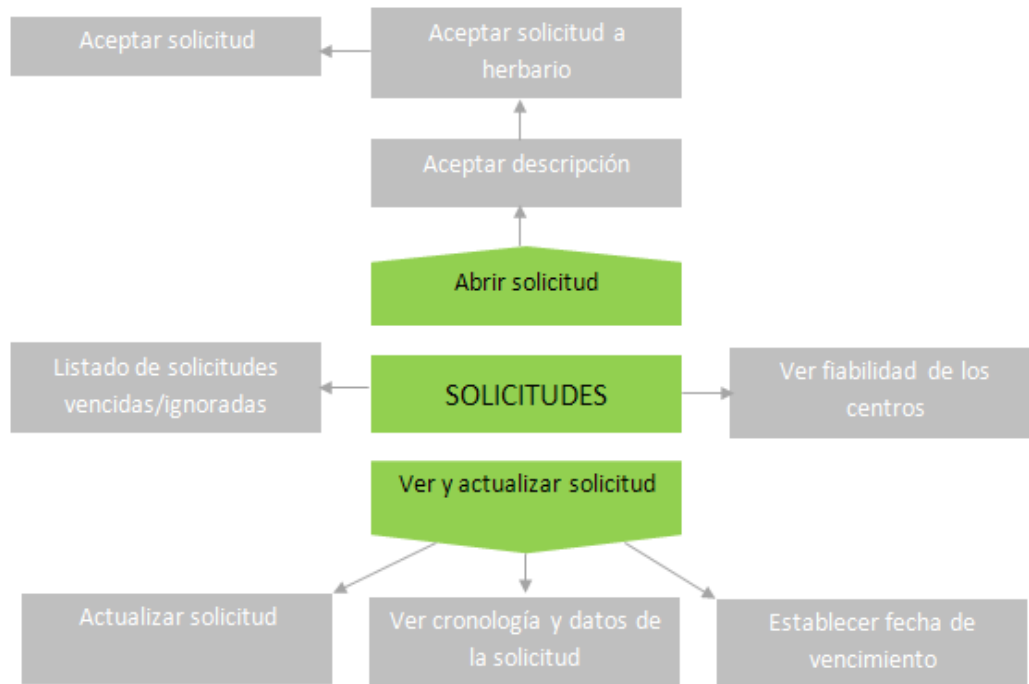 Aceptar solicitud
Aceptar solicitud a
herbario
Aceptar descripción
Abrir solicitud
Listado de solicitudes
vencidas/ignoradas
SOLICITUDES
Ver fiabilidad de los
centros
Ver y actualizar solicitud
Actualizar solicitud
Ver cronología y datos de
la solicitud
Establecer fecha de
vencimiento